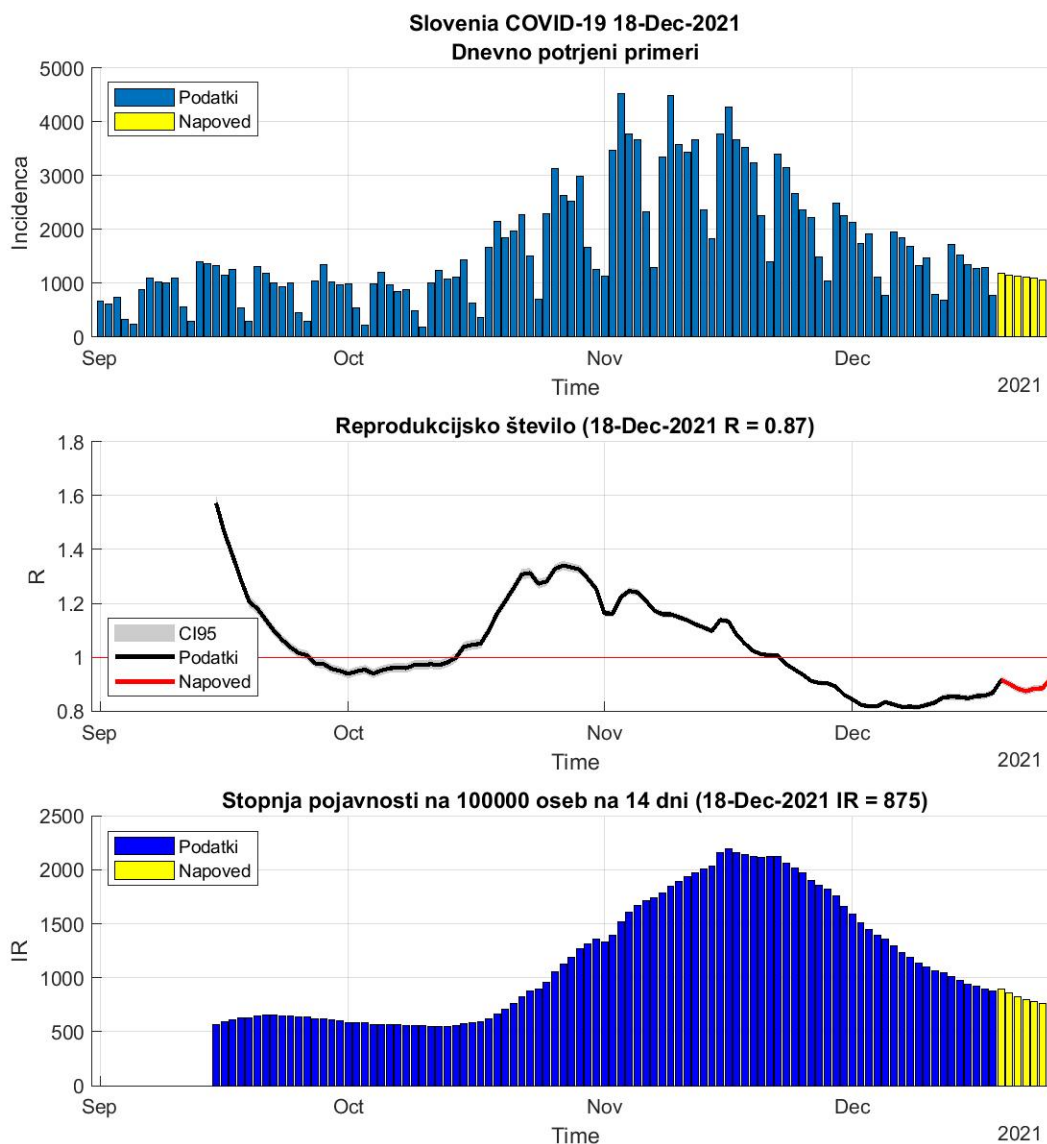 Slovenia COVID-19 18-Dec-2021
Dnevno potrjeni primeri
5000
4000
3000
2000
1000
0
Incidenca
Podatki
Napoved
Sep
Oct
Nov
Dec
Time
2021
Reprodukcijsko število (18-Dec-2021 R = 0.87)
1.8
1.6
1.4
1.2
1
0.8
R
CI95
Podatki
Napoved
Sep
Oct
Nov
Dec
Time
2021
Stopnja pojavnosti na 100000 oseb na 14 dni (18-Dec-2021 IR = 875)
2500
2000
1500
1000
500
0
IR
Podatki
Napoved
Sep
Oct
Nov
Dec
Time
2021